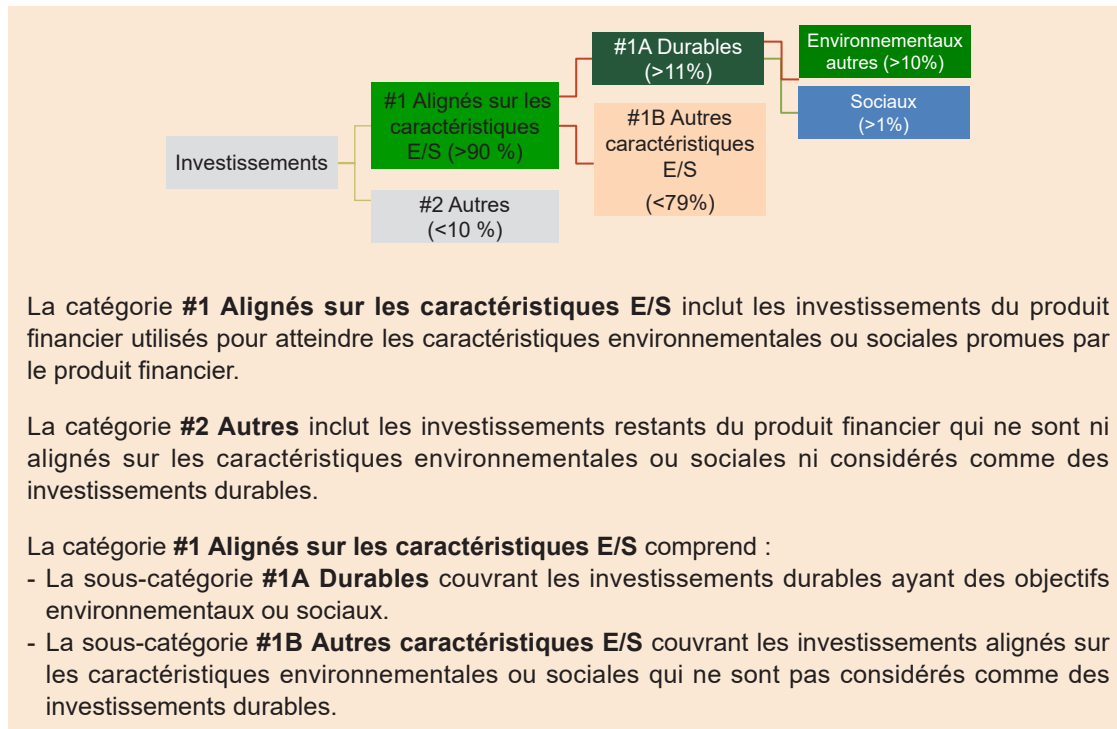 Investissements
#1 Alignés sur les
caractéristiques
E/S (>90 %)
#2 Autres
(<10 %)
#1A Durables
(>11%)
#1B Autres
caractéristiques
E/S
(<79%)
Environnementaux
autres (>10%)
Sociaux
(>1%)
La catégorie #1 Alignés sur les caractéristiques E/S inclut les investissements du produit
financier utilisés pour atteindre les caractéristiques environnementales ou sociales promues par
le produit financier.
La catégorie #2 Autres inclut les investissements restants du produit financier qui ne sont ni
alignés sur les caractéristiques environnementales ou sociales ni considérés comme des
investissements durables.
La catégorie #1 Alignés sur les caractéristiques E/S comprend :
- La sous-catégorie #1A Durables couvrant les investissements durables ayant des objectifs
environnementaux ou sociaux.
- La sous-catégorie #1B Autres caractéristiques E/S couvrant les investissements alignés sur
les caractéristiques environnementales ou sociales qui ne sont pas considérés comme des
investissements durables.